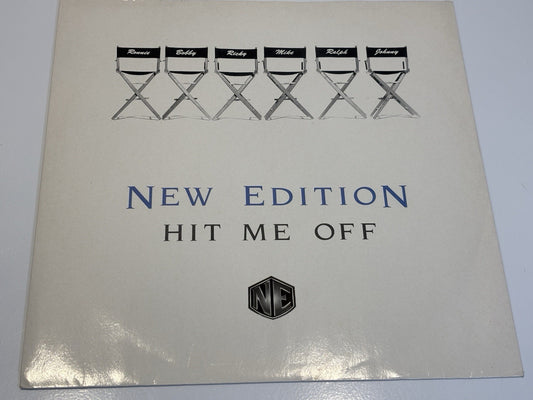 Ronnie Bobby Ricky Mike Ralph Johnny
NEW EDITION
HIT ME OFF
NE